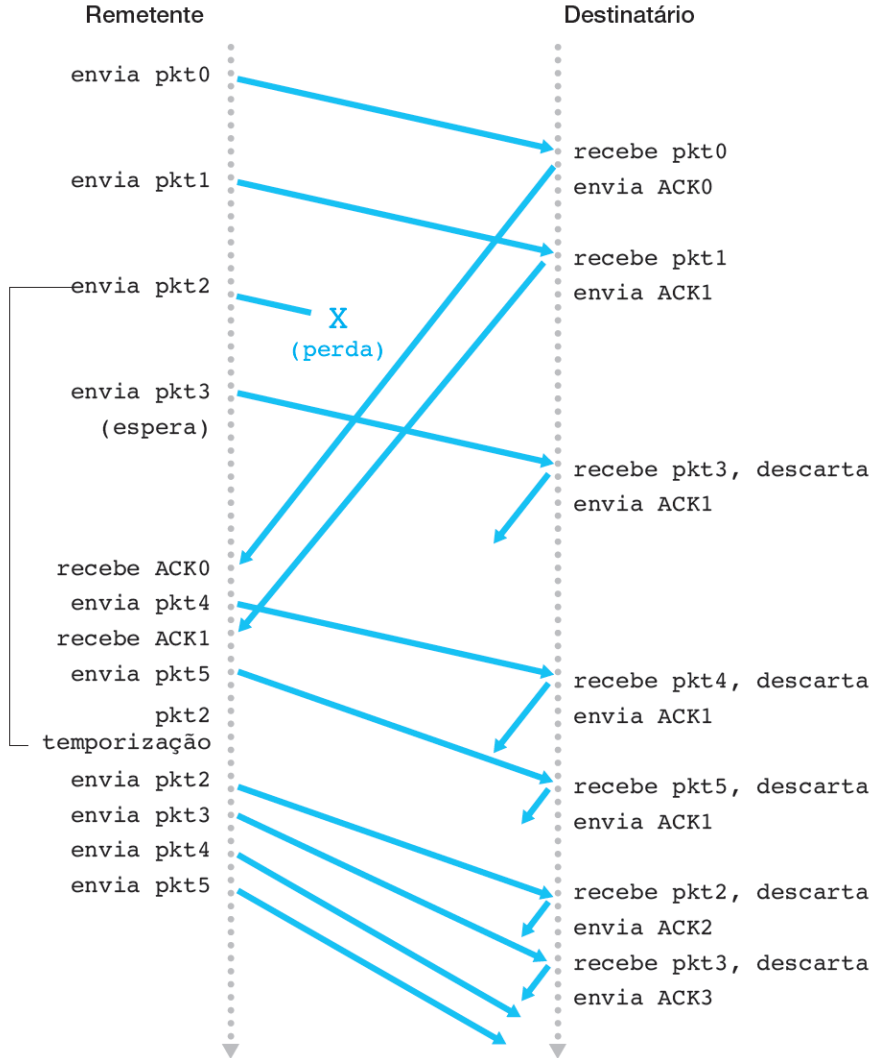 Remetente
Destinatário
envia pkt0
recebe pkt0
envia ACK0
envia pkt1
recebe pkt1
envia ACK1
envia pkt2
X
(perda)
envia pkt3
(espera)
recebe pkt3, descarta
envia ACK1
recebe ACK0
envia pkt4
recebe ACK1
envia pkt5
recebe pkt4, descarta
envia ACK1
pkt2
temporização
envia pkt2
recebe pkt5, descarta
envia ACK1
envia pkt3
envia pkt4
envia pkt5
recebe pkt2, descarta
envia ACK2
recebe pkt3, descarta
envia ACK3